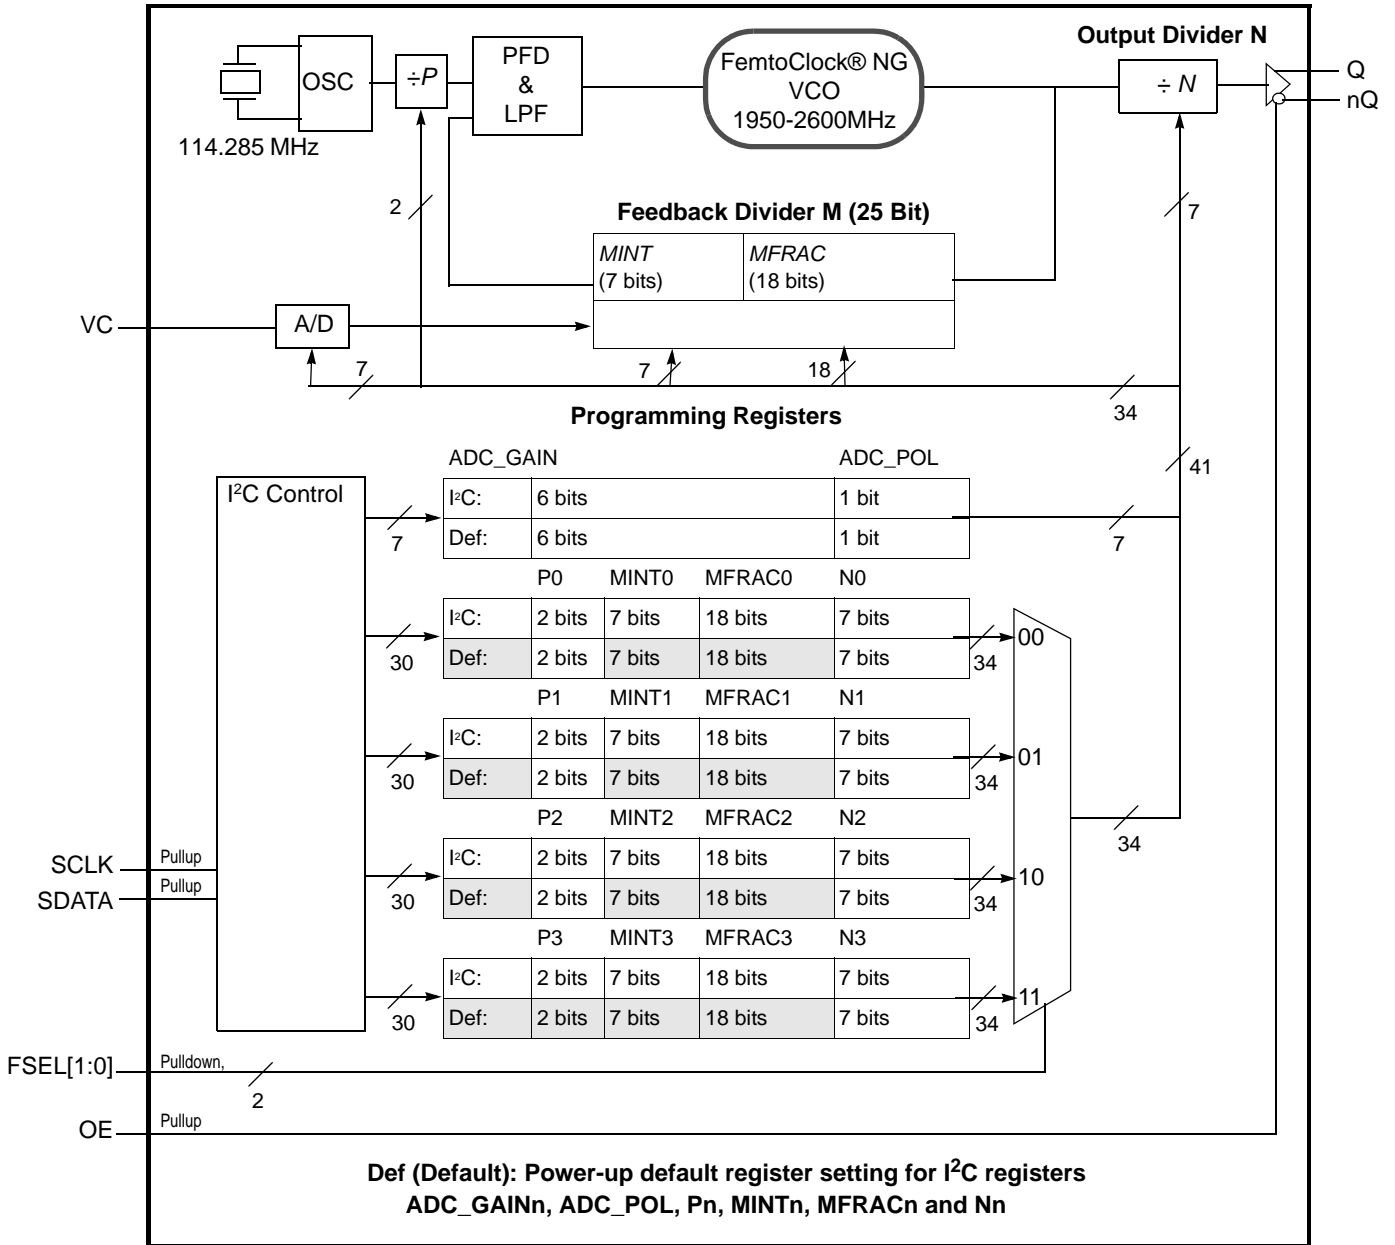 Output Divider N
OSC
÷P
PFD
&
LPF
FemtoClock® NG
VCO
1950-2600MHz
÷ N
Q
nQ
114.285 MHz
2
7
Feedback Divider M (25 Bit)
MINT
(7 bits)
MFRAC
(18 bits)
VC
A/D
7
7
18
34
Programming Registers
41
ADC_GAIN ADC_POL
I2C Control
I2C: 6 bits 1 bit
Def: 6 bits 1 bit
7
7
P0 MINT0 MFRAC0 N0
I2C: 2 bits 7 bits 18 bits 7 bits
Def: 2 bits 7 bits 18 bits 7 bits
30
34
00
P1 MINT1 MFRAC1 N1
I2C: 2 bits 7 bits 18 bits 7 bits
Def: 2 bits 7 bits 18 bits 7 bits
30
34
01
P2 MINT2 MFRAC2 N2
I2C: 2 bits 7 bits 18 bits 7 bits
Def: 2 bits 7 bits 18 bits 7 bits
30
34
10
34
SCLK Pullup
SDATA Pullup
P3 MINT3 MFRAC3 N3
I2C: 2 bits 7 bits 18 bits 7 bits
Def: 2 bits 7 bits 18 bits 7 bits
30
34
11
FSEL[1:0] Pulldown,
2
OE Pullup
Def (Default): Power-up default register setting for I2C registers
ADC_GAINn, ADC_POL, Pn, MINTn, MFRACn and Nn